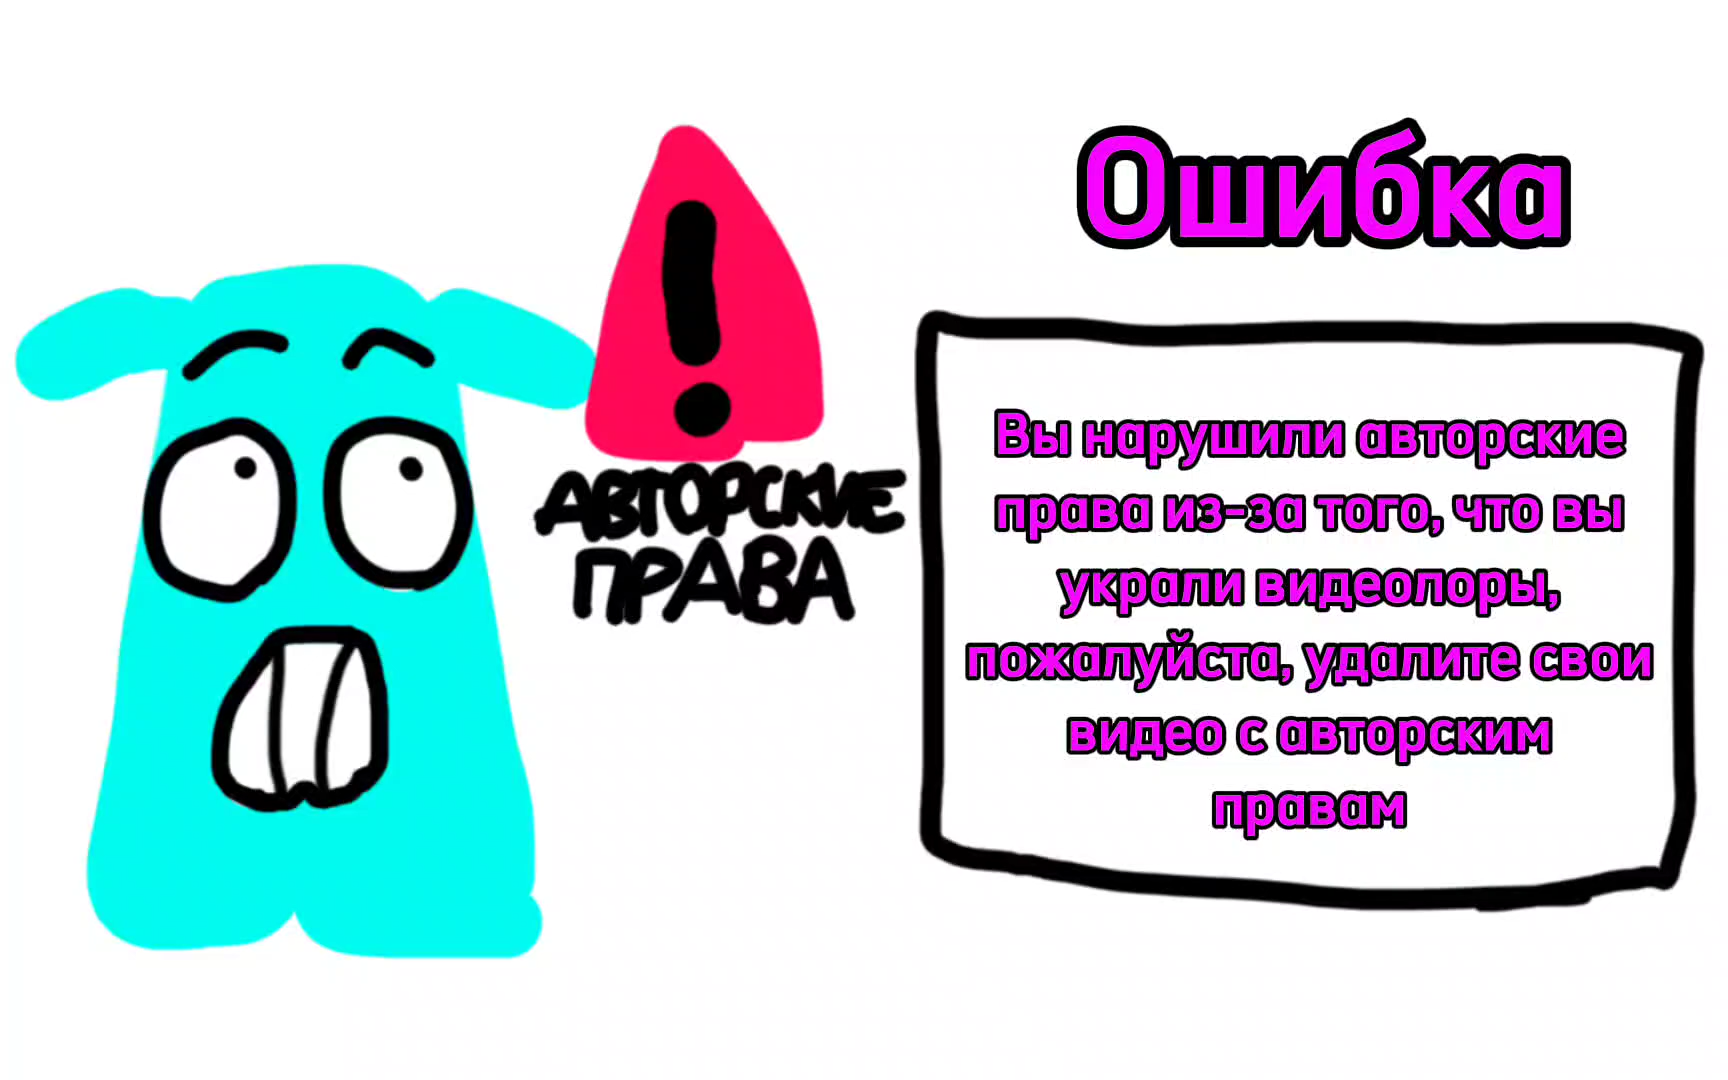 Ошибка
!
АВТОРСКИЕ
ПРАВА
Вы нарушили авторские
права из-за того, что вы
украли видеолоры,
пожалуйста, удалите свои
видео с авторским
правам